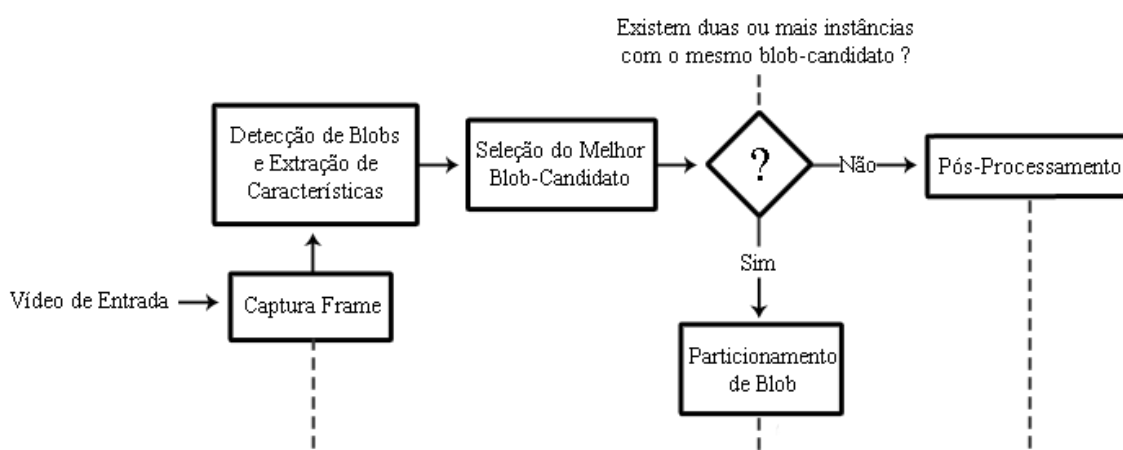 Existem duas ou mais instâncias
com o mesmo blob-candidato ?
Detecção de Blobs
e Extração de
Características
Seleção do Melhor
Blob-Candidato
?
Não
Pós-Processamento
Sim
Vídeo de Entrada
Captura Frame
Particionamento
de Blob